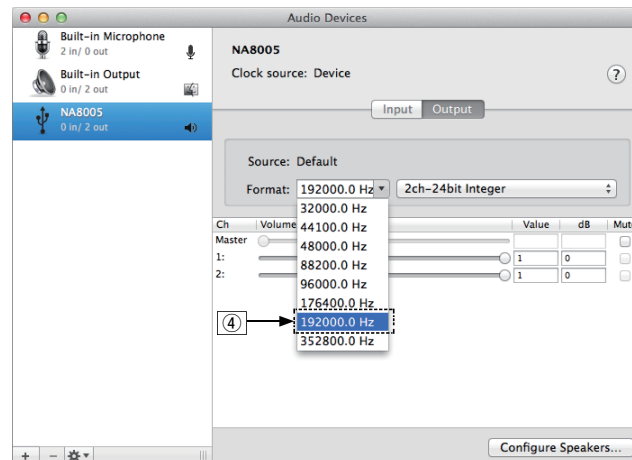 Audio Devices
Built-in Microphone
2 in/ 0 out
Built-in Output
0 in/ 2 out
NA8005
0 in/ 2 out
NA8005
Clock source: Device
?
Input Output
Source: Default
Format: 192000.0 Hz 2ch-24bit Integer
32000.0 Hz
44100.0 Hz
48000.0 Hz
88200.0 Hz
96000.0 Hz
176400.0 Hz
192000.0 Hz
352800.0 Hz
④
Ch Volume Value dB Mut
Master
1: 1 0
2: 1 0
+ −
Configure Speakers...